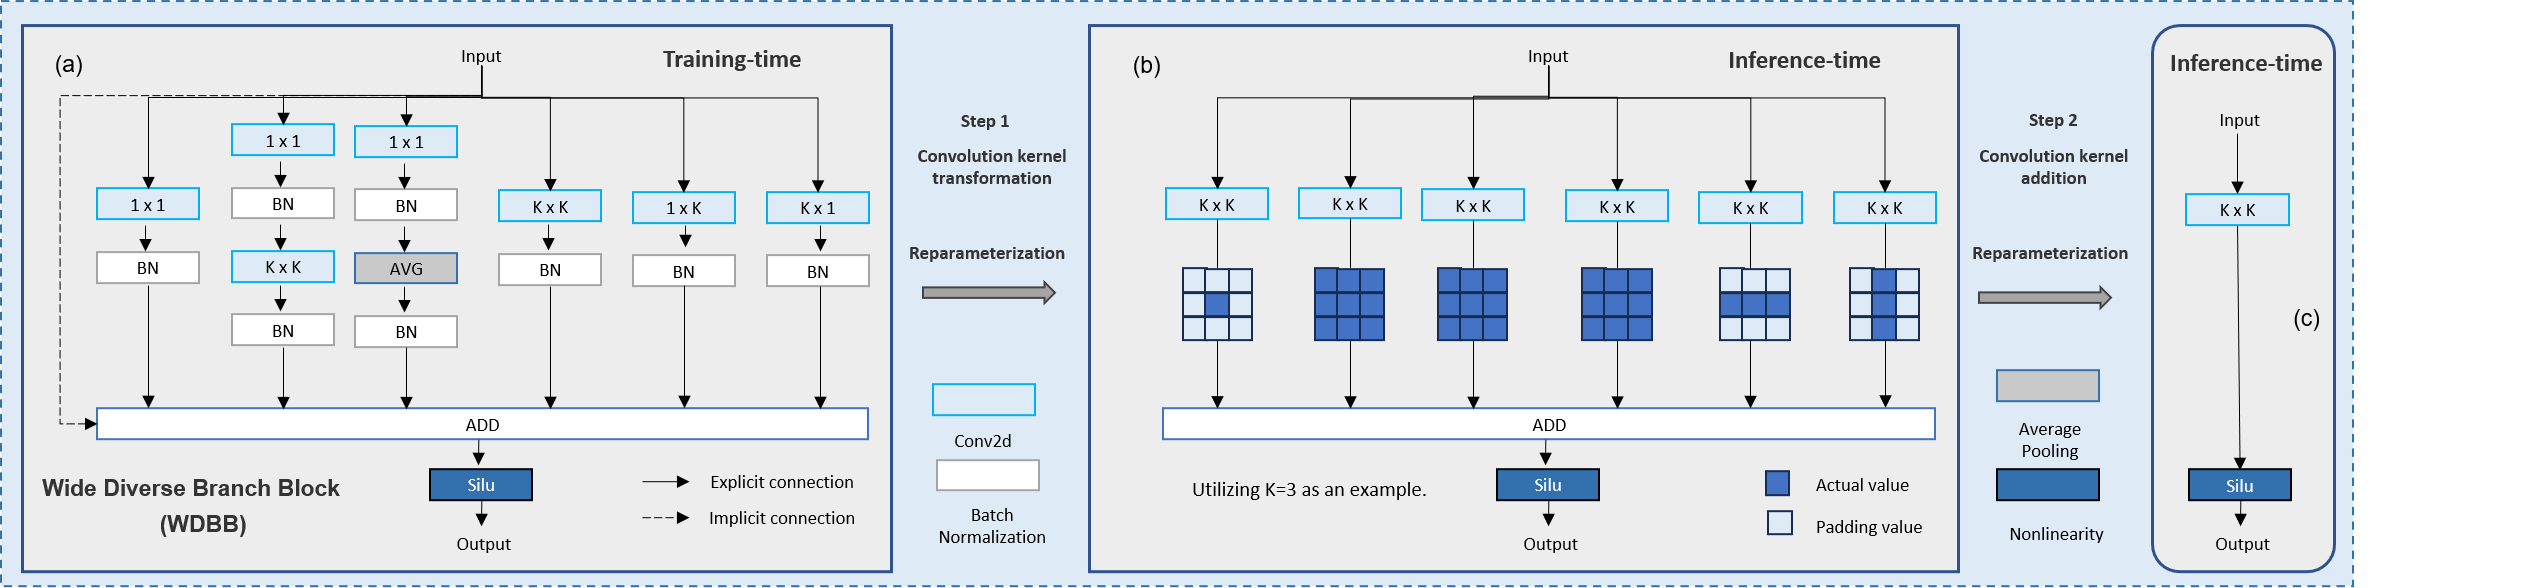 (a)
Input
Training-time
1 x 1
1 x 1
1 x 1
BN
BN
K x K
1 x K
K x 1
BN
K x K
AVG
BN
BN
BN
BN
BN
ADD
Silu
Output
Wide Diverse Branch Block
(WDBB)
Explicit connection
Implicit connection
Step 1
Convolution kernel
transformation
Reparameterization
Conv2d
Batch
Normalization
(b)
Input
Inference-time
K x K
K x K
K x K
K x K
K x K
K x K
ADD
Silu
Output
Utilizing K=3 as an example.
Actual value
Padding value
Step 2
Convolution kernel
addition
Reparameterization
Average
Pooling
Nonlinearity
Inference-time
Input
K x K
(c)
Silu
Output